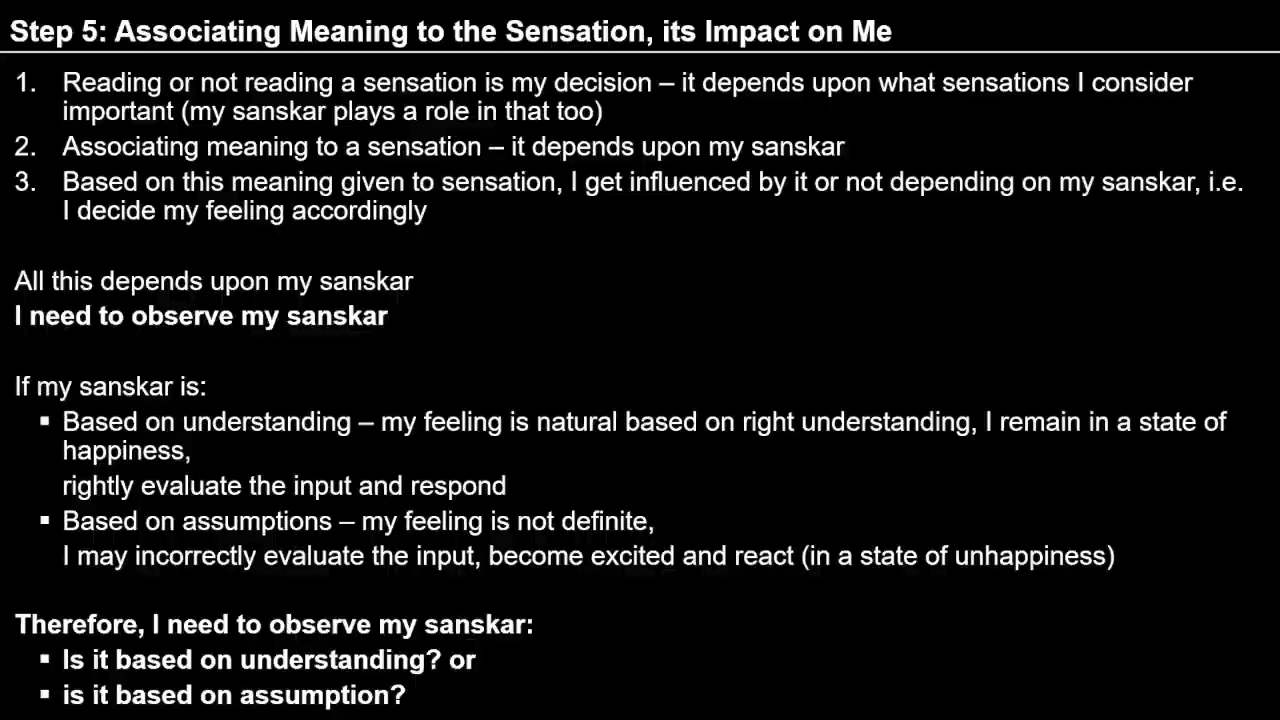 Step 5: Associating Meaning to the Sensation, its Impact on Me
1. Reading or not reading a sensation is my decision – it depends upon what sensations I consider
important (my sanskar plays a role in that too)
2. Associating meaning to a sensation – it depends upon my sanskar
3. Based on this meaning given to sensation, I get influenced by it or not depending on my sanskar, i.e.
I decide my feeling accordingly
All this depends upon my sanskar
I need to observe my sanskar
If my sanskar is:
▪ Based on understanding – my feeling is natural based on right understanding, I remain in a state of
happiness,
rightly evaluate the input and respond
▪ Based on assumptions – my feeling is not definite,
I may incorrectly evaluate the input, become excited and react (in a state of unhappiness)
Therefore, I need to observe my sanskar:
▪ Is it based on understanding? or
▪ is it based on assumption?